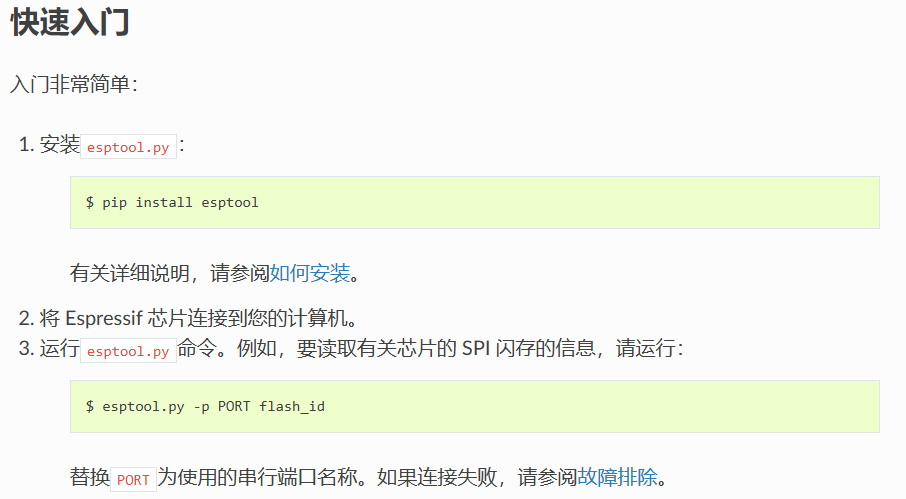 快速入门
入门非常简单：
1. 安装 esptool.py ：
$ pip install esptool
有关详细说明，请参阅如何安装。
2. 将 Espressif 芯片连接到您的计算机。
3. 运行 esptool.py 命令。例如，要读取有关芯片的 SPI 闪存的信息，请运行：
$ esptool.py -p PORT flash_id
替换 PORT 为使用的串行端口名称。如果连接失败，请参阅故障排除。